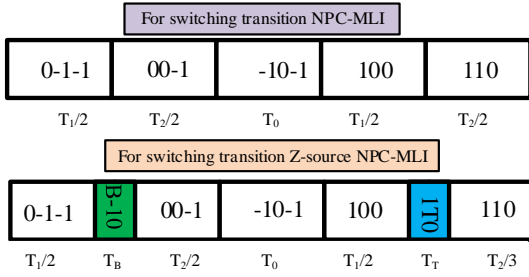 For switching transition NPC-MLI
0-1-1 00-1 -10-1 100 110
T₁/2 T₂/2 T₀ T₁/2 T₂/2
For switching transition Z-source NPC-MLI
0-1-1 B-10 00-1 -10-1 100 1T0 110
T₁/2 T_B T₂/2 T₀ T₁/2 T_T T₂/3